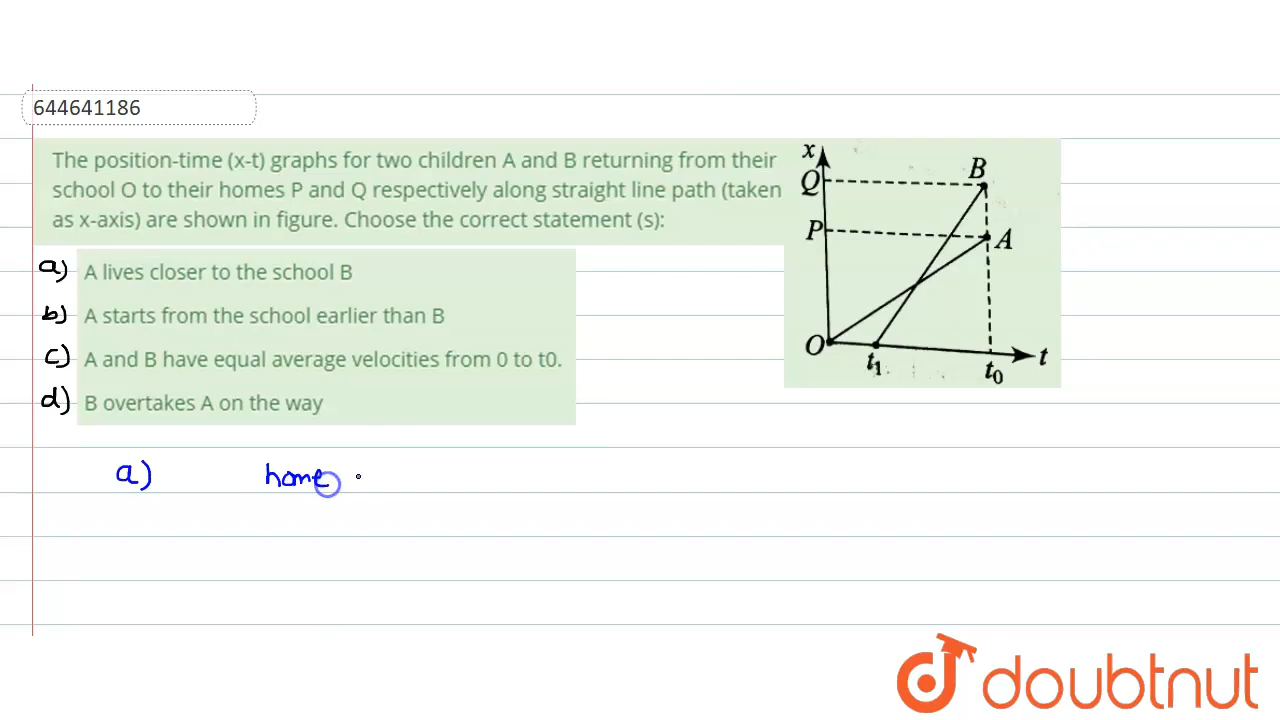 644641186
The position-time (x-t) graphs for two children A and B returning from their
school O to their homes P and Q respectively along straight line path (taken
as x-axis) are shown in figure. Choose the correct statement (s):
a) A lives closer to the school B
b) A starts from the school earlier than B
c) A and B have equal average velocities from 0 to t0.
d) B overtakes A on the way
x
B
Q
P
A
O
t1
t0
t
a) home
doubtnut